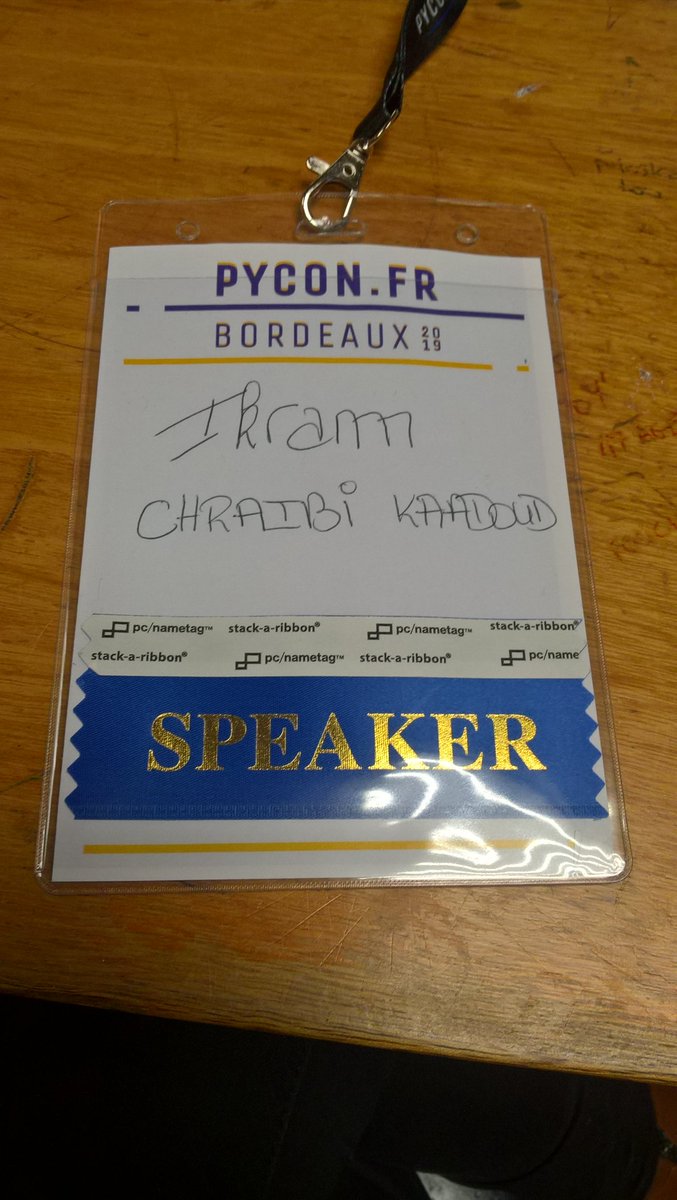 PYCON
PYCON.FR
BORDEAUX 2019
Ikram
CHRAIBI KAADOUD
pc/nametag™ stack-a-ribbon® pc/nametag™ stack-a-ribbon®
stack-a-ribbon® pc/nametag™ stack-a-ribbon® pc/name
SPEAKER